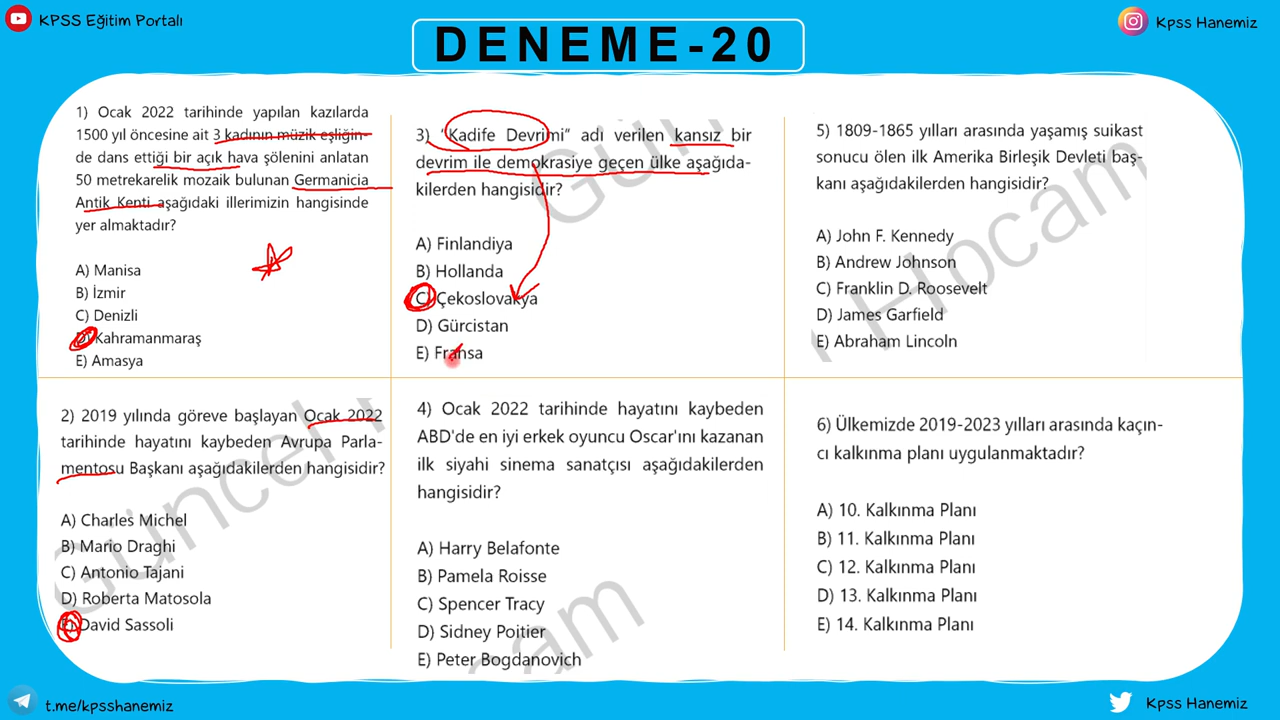 KPSS Eğitim Portalı
DENEME-20
Kpss Hanemiz
1) Ocak 2022 tarihinde yapılan kazılarda
1500 yıl öncesine ait 3 kadının müzik eşliğin-
de dans ettiği bir açık hava şölenini anlatan
50 metrekarelik mozaik bulunan Germanicia
Antik Kenti aşağıdaki illerimizin hangisinde
yer almaktadır?
A) Manisa
B) İzmir
C) Denizli
D) Kahramanmaraş
E) Amasya
2) 2019 yılında göreve başlayan Ocak 2022
tarihinde hayatını kaybeden Avrupa Parla-
mentosu Başkanı aşağıdakilerden hangisidir?
A) Charles Michel
B) Mario Draghi
C) Antonio Tajani
D) Roberta Matosola
E) David Sassoli
3) "Kadife Devrimi" adı verilen kansız bir
devrim ile demokrasiye geçen ülke aşağıda-
kilerden hangisidir?
A) Finlandiya
B) Hollanda
C) Çekoslovakya
D) Gürcistan
E) Fransa
4) Ocak 2022 tarihinde hayatını kaybeden
ABD'de en iyi erkek oyuncu Oscar'ını kazanan
ilk siyahi sinema sanatçısı aşağıdakilerden
hangisidir?
A) Harry Belafonte
B) Pamela Roisse
C) Spencer Tracy
D) Sidney Poitier
E) Peter Bogdanovich
5) 1809-1865 yılları arasında yaşamış suikast
sonucu ölen ilk Amerika Birleşik Devleti baş-
kanı aşağıdakilerden hangisidir?
A) John F. Kennedy
B) Andrew Johnson
C) Franklin D. Roosevelt
D) James Garfield
E) Abraham Lincoln
6) Ülkemizde 2019-2023 yılları arasında kaçın-
cı kalkınma planı uygulanmaktadır?
A) 10. Kalkınma Planı
B) 11. Kalkınma Planı
C) 12. Kalkınma Planı
D) 13. Kalkınma Planı
E) 14. Kalkınma Planı
t.me/kpsshanemiz
Kpss Hanemiz